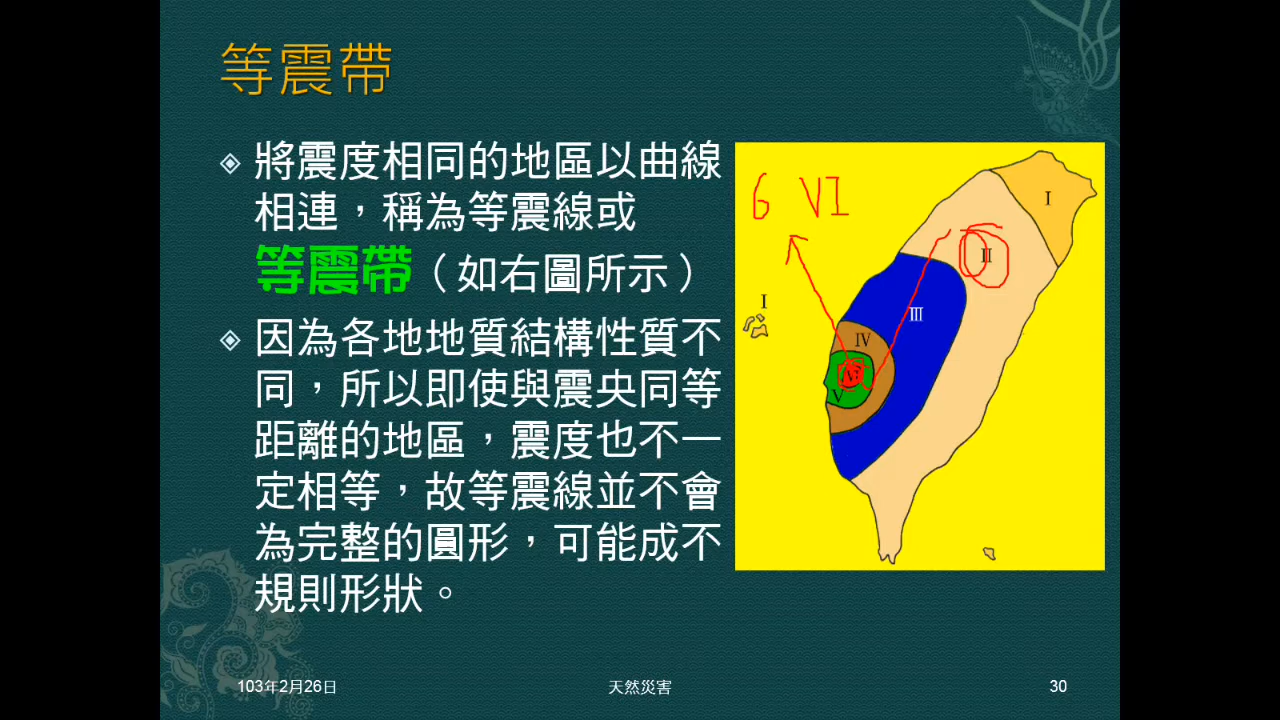 等震帶
將震度相同的地區以曲線
相連，稱為等震線或
等震帶（如右圖所示）
因為各地地質結構性質不
同，所以即使與震央同等
距離的地區，震度也不一
定相等，故等震線並不會
為完整的圓形，可能成不
規則形狀。
6 VI
I
II
I
III
IV
VI
V
103年2月26日
天然災害
30